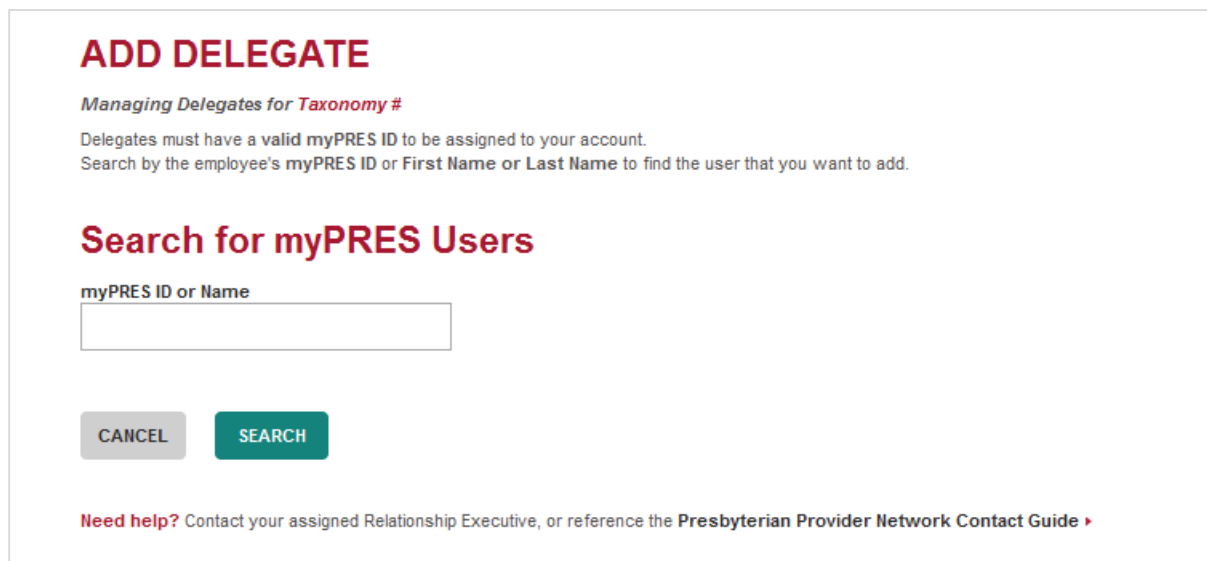 ADD DELEGATE
Managing Delegates for Taxonomy #
Delegates must have a valid myPRES ID to be assigned to your account.
Search by the employee's myPRES ID or First Name or Last Name to find the user that you want to add.
Search for myPRES Users
myPRES ID or Name
CANCEL SEARCH
Need help? Contact your assigned Relationship Executive, or reference the Presbyterian Provider Network Contact Guide